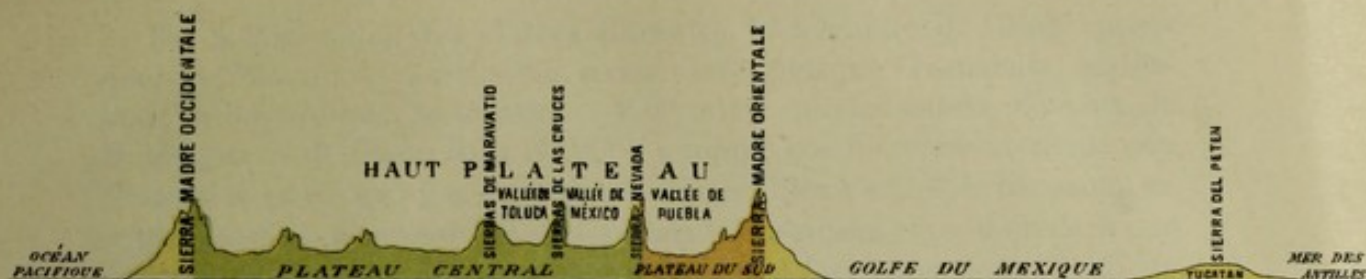 SIERRA MADRE OCCIDENTALE
SIERRAS DE MARAVATIO
SIERRAS DE LAS CRUCES
SIERRA NEVADA
SIERRA MADRE ORIENTALE
SIERRA DEL PETEN
HAUT PLATEAU
VALLÉE DE
TOLUCA
VALLÉE DE
MÉXICO
VALLÉE DE
PUEBLA
OCÉAN
PACIFIQUE
PLATEAU CENTRAL
PLATEAU DU SUD
GOLFE DU MEXIQUE
YUCATAN
MER DES
ANTILLES